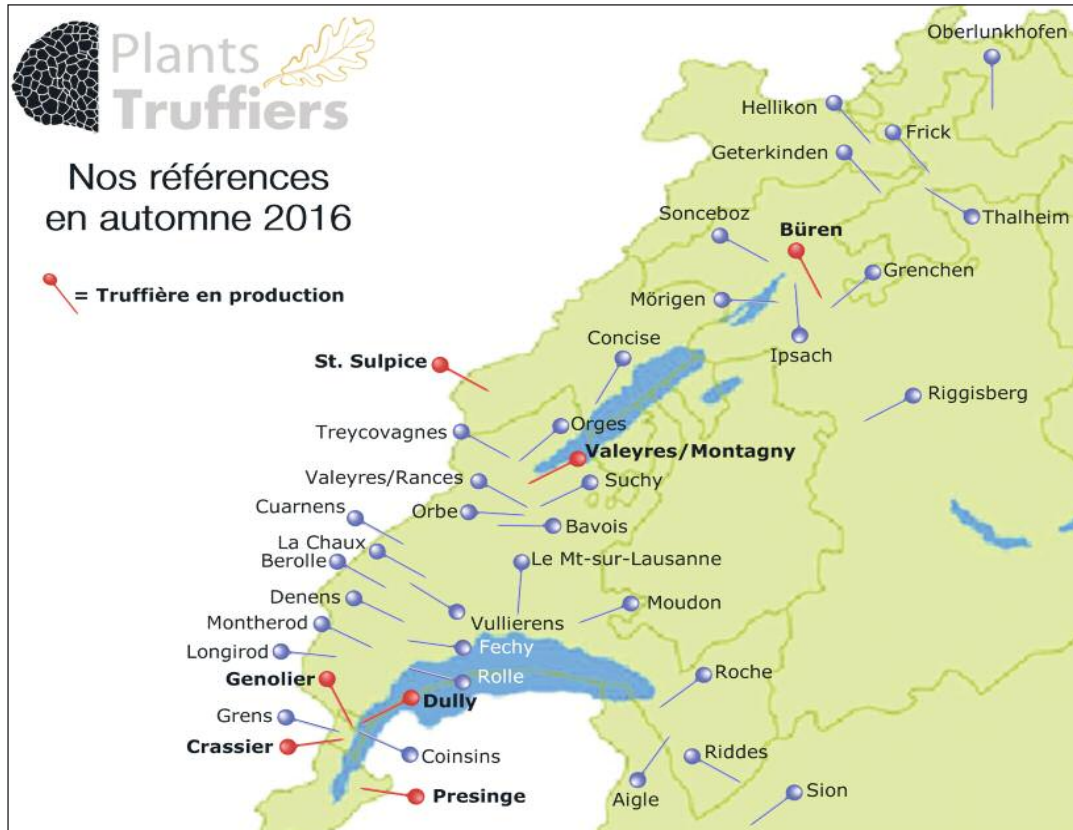 Plants
Truffiers
Nos références
en automne 2016
= Truffière en production
Oberlunkhofen
Hellikon
Frick
Geterkinden
Thalheim
Sonceboz
Büren
Grenchen
Mörigen
Ipsach
Concise
St. Sulpice
Riggisberg
Treycovagnes
Orges
Valeyres/Montagny
Valeyres/Rances
Suchy
Cuarnens
Orbe
Bavois
La Chaux
Berolle
Le Mt-sur-Lausanne
Denens
Moudon
Montherod
Vullierens
Longirod
Fechy
Genolier
Rolle
Roche
Dully
Grens
Crassier
Coinsins
Riddes
Presinge
Aigle
Sion